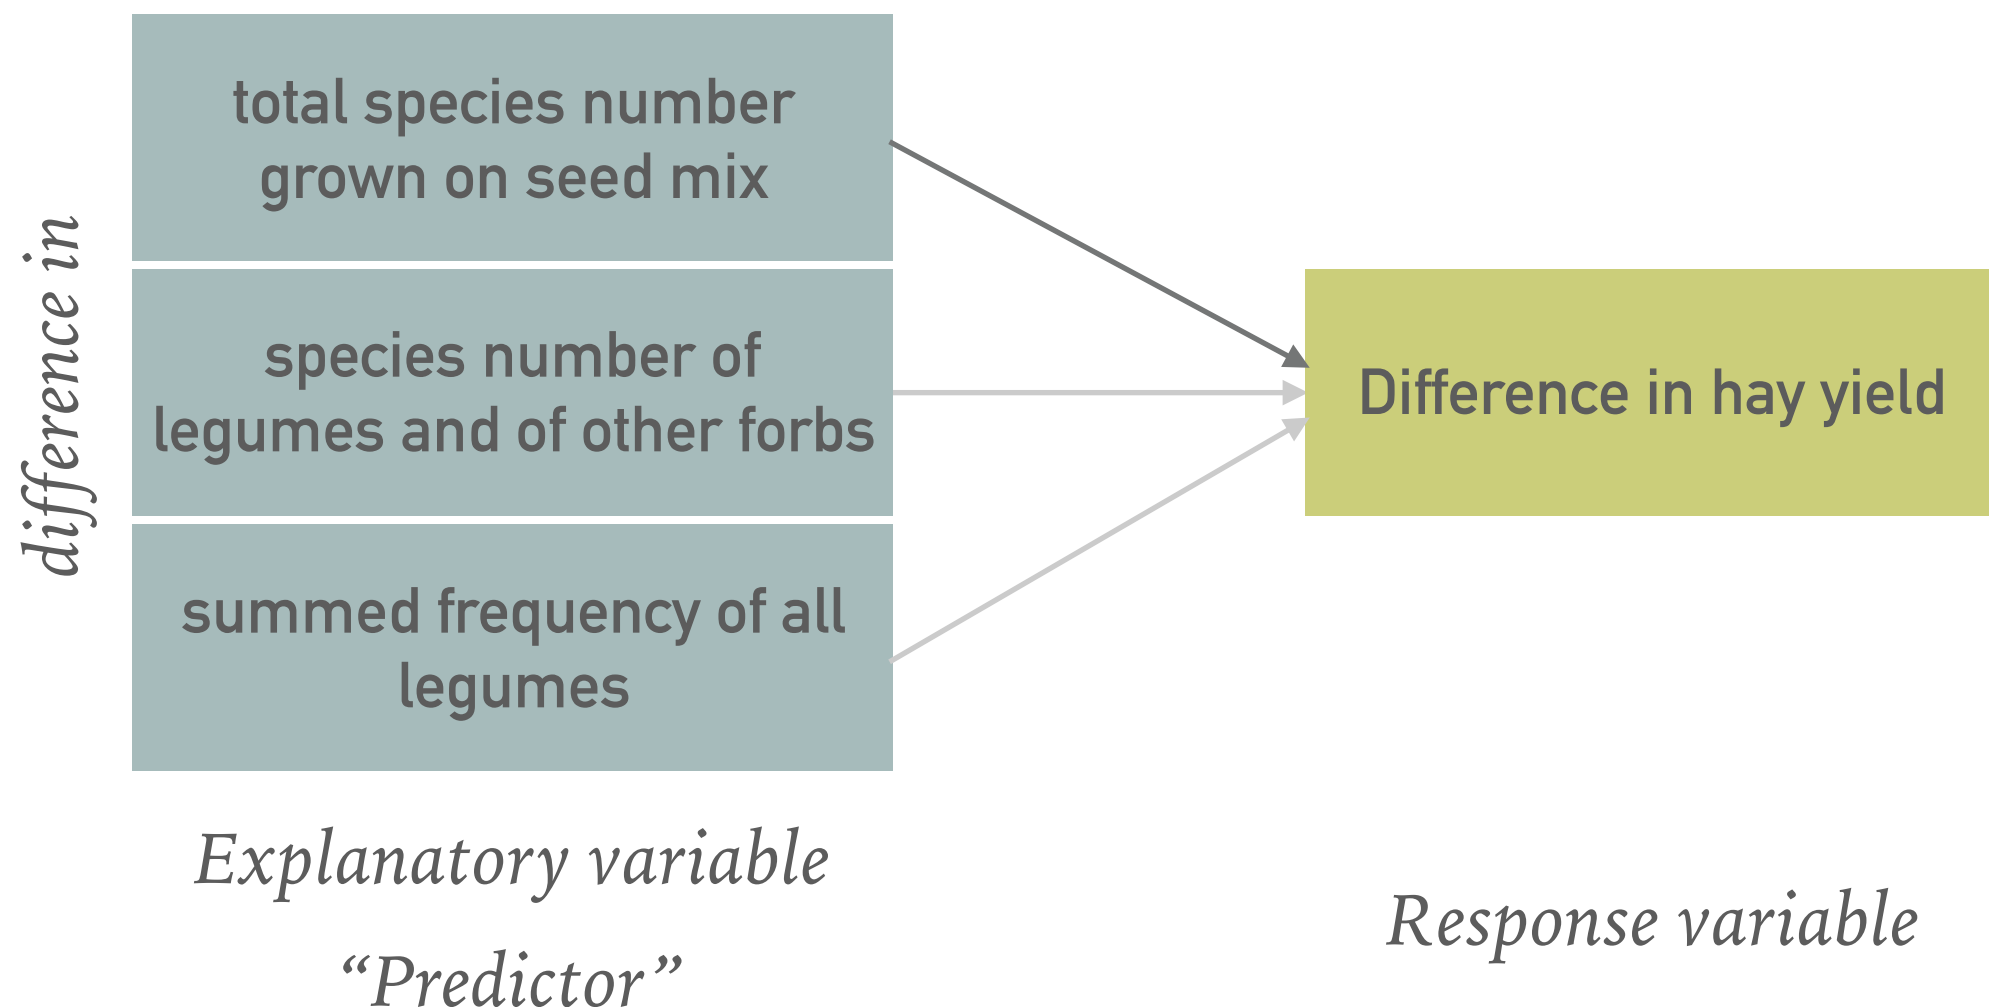 difference in
total species number
grown on seed mix
species number of
legumes and of other forbs
summed frequency of all
legumes
Difference in hay yield
Explanatory variable
“Predictor”
Response variable